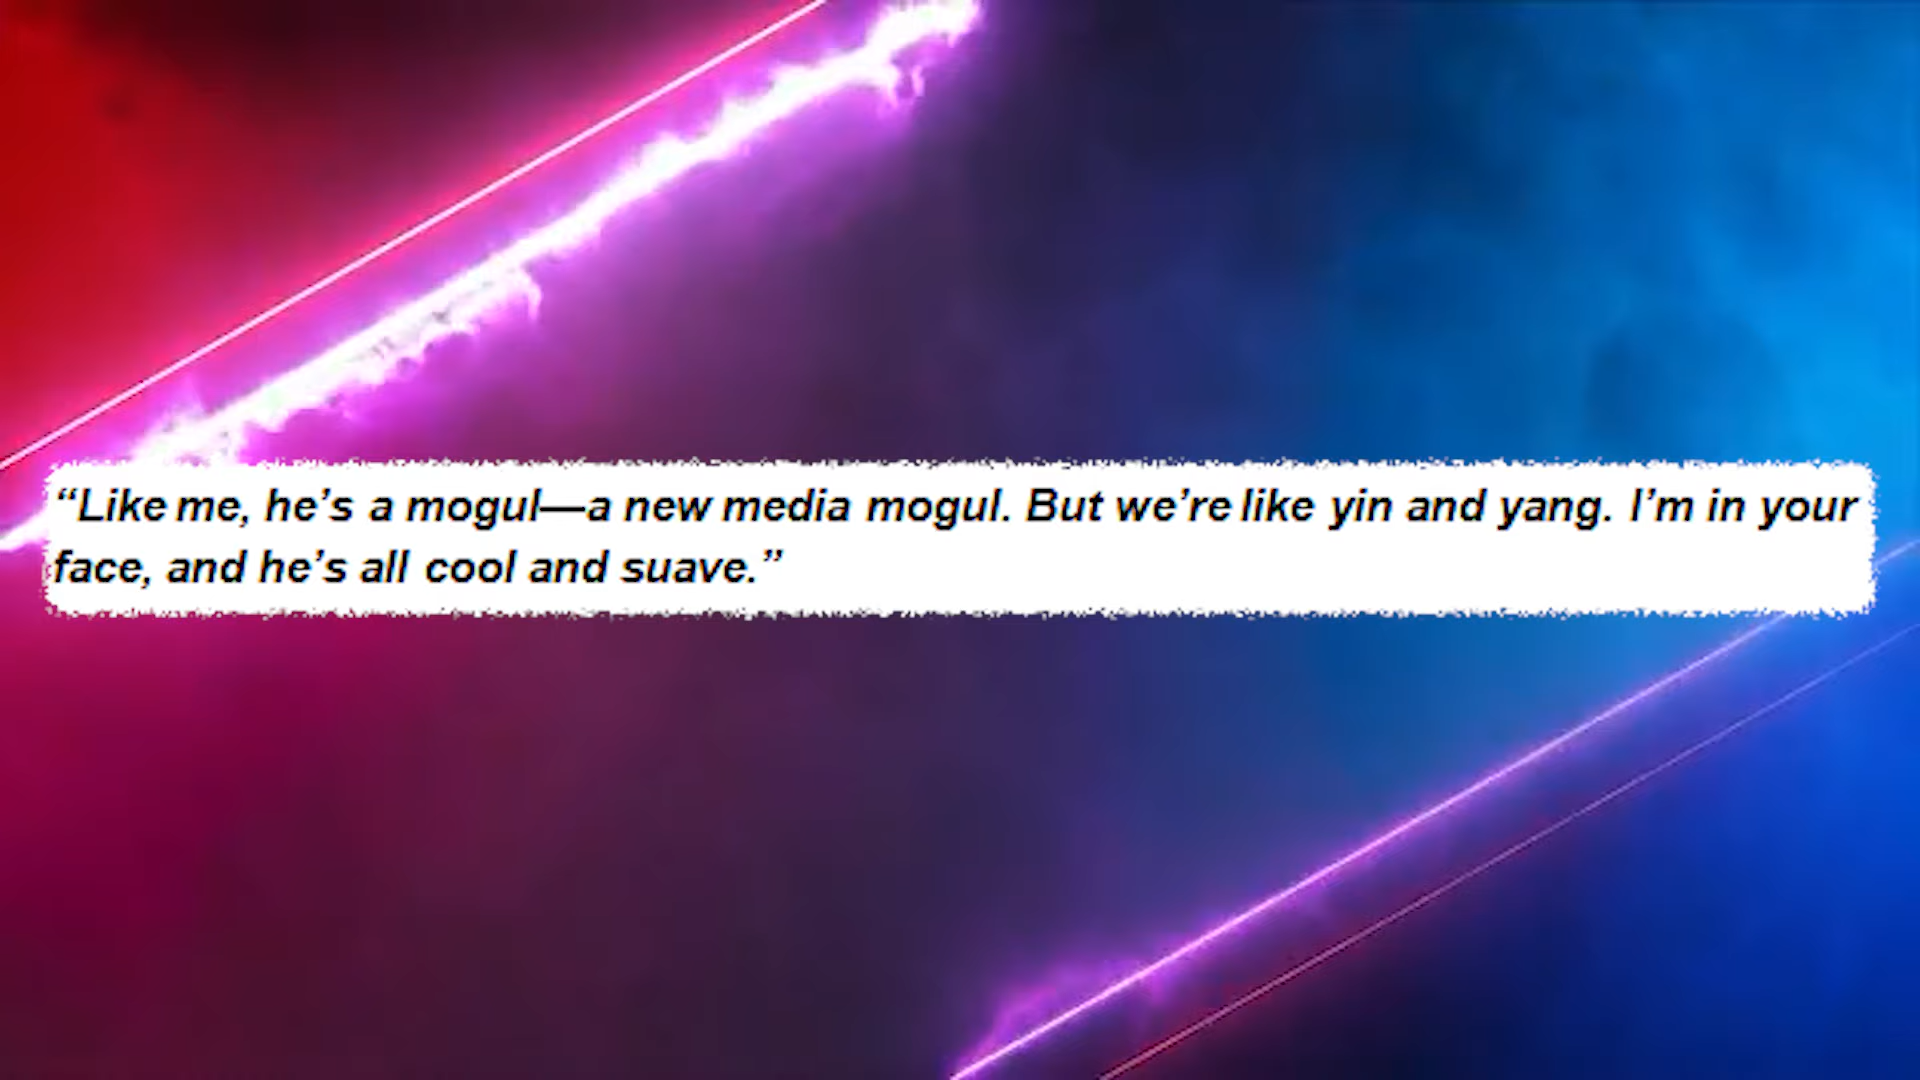 “Like me, he’s a mogul—a new media mogul. But we’re like yin and yang. I’m in your
face, and he’s all cool and suave.”